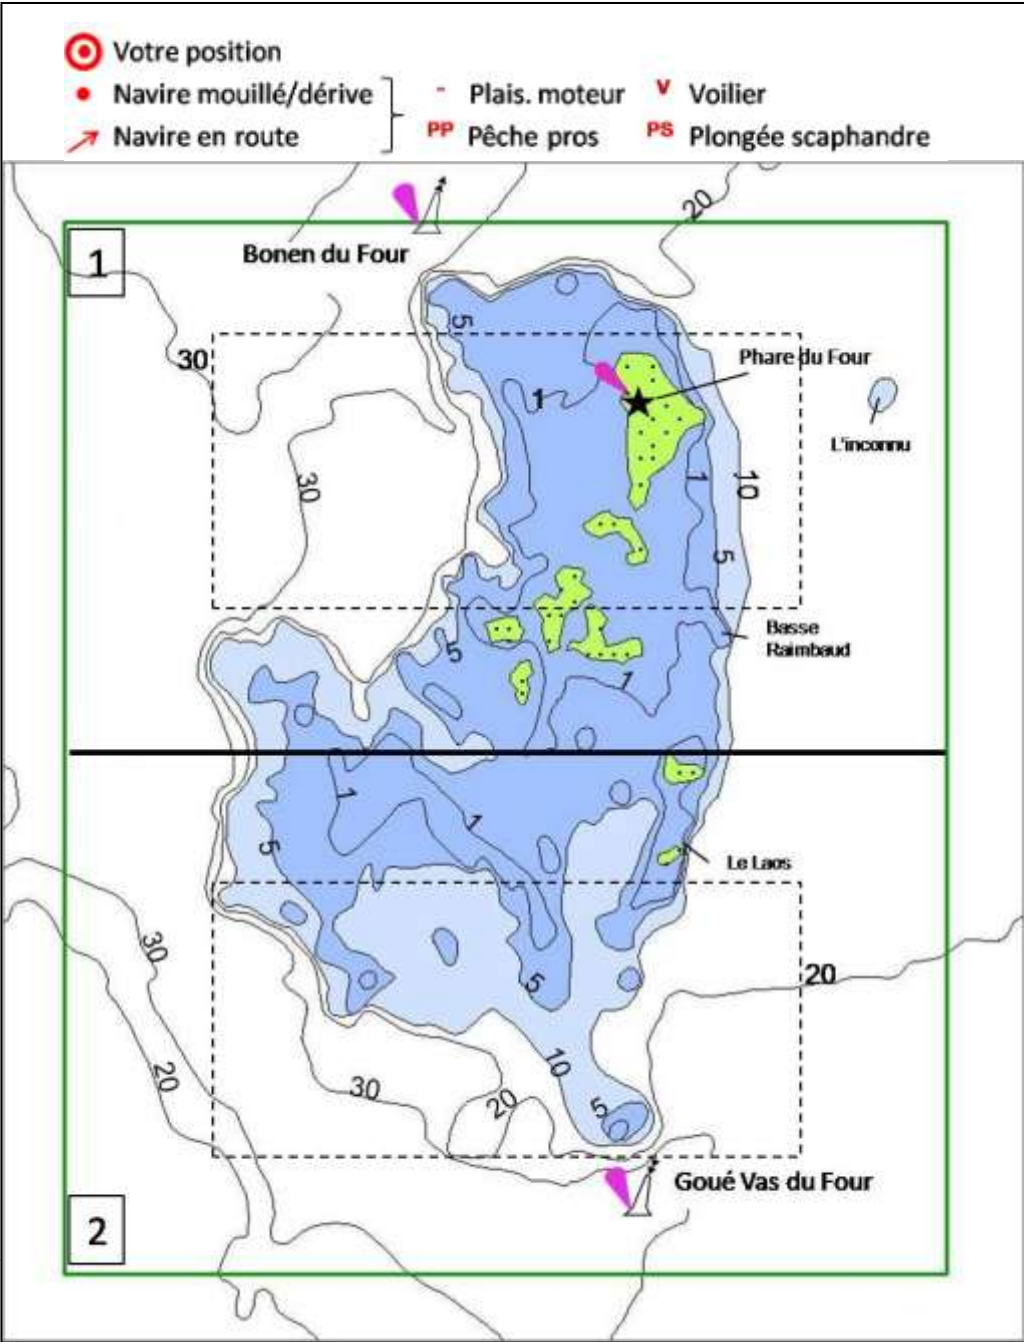 Votre position
Navire mouillé/dérive
- Plais. moteur
V Voilier
Navire en route
PP Pêche pros
PS Plongée scaphandre
20
1
Bonen du Four
5
30
Phare du Four
1
L'inconnu
30
1
10
5
Basse
Raimbaud
5
1
1
1
5
Le Laos
30
20
5
10
20
30
20
5
Goué Vas du Four
2